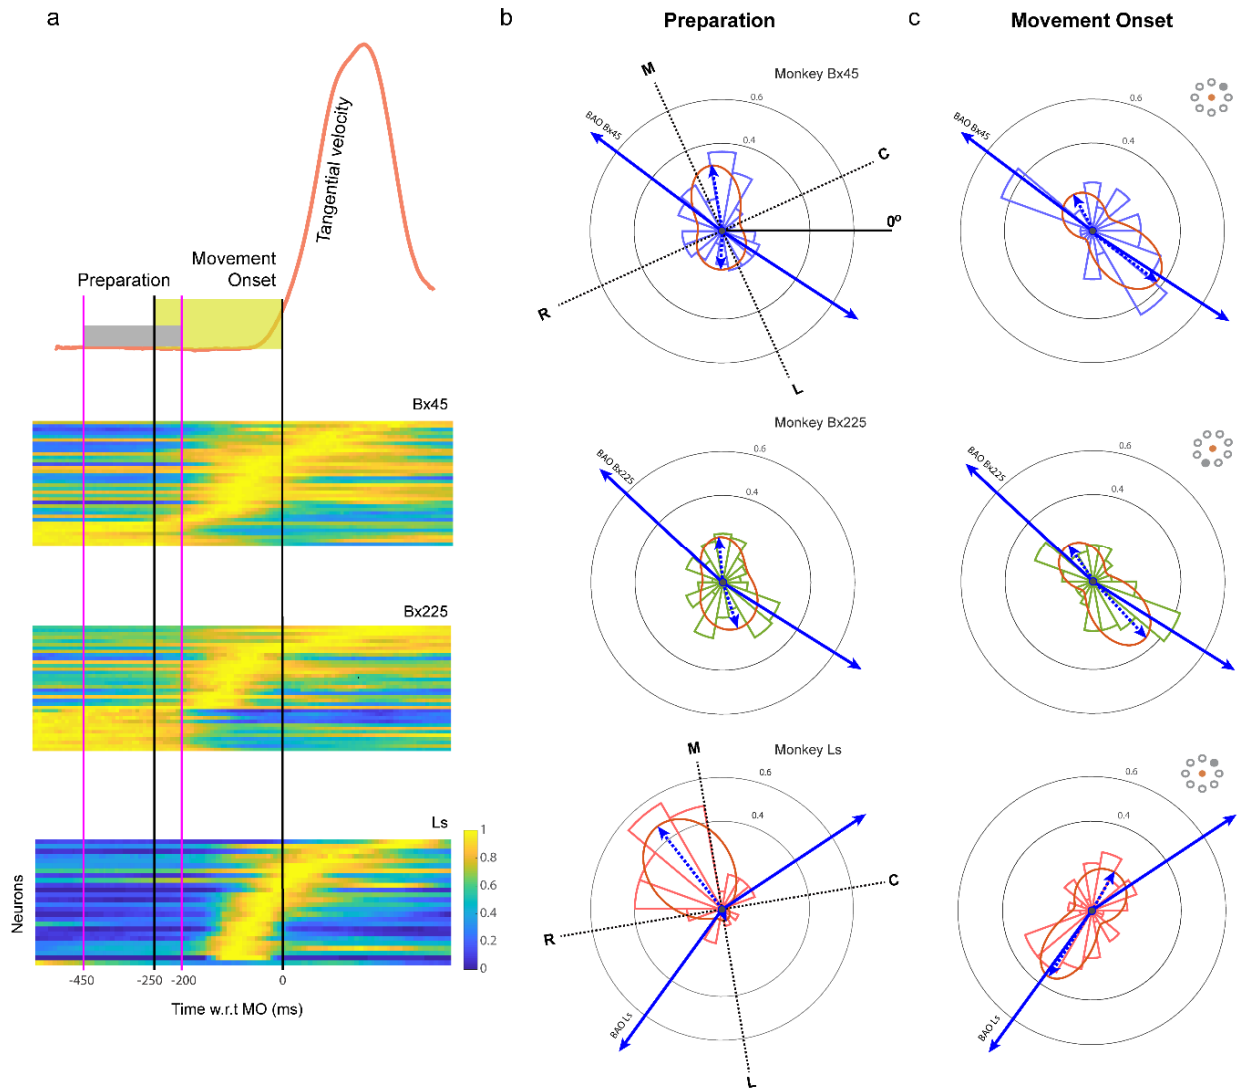 a
b
Preparation
c
Movement Onset
Tangential velocity
Preparation
Movement
Onset
Bx45
Bx225
Ls
Neurons
1
0.8
0.6
0.4
0.2
0
-450
-250
-200
0
Time w.r.t MO (ms)
Monkey Bx45
M
C
0º
R
L
0.6
0.4
BAO Bx45
0.6
0.4
BAO Bx45
Monkey Bx225
0.6
0.4
BAO Bx225
0.6
0.4
BAO Bx225
Monkey Ls
M
C
R
L
0.6
0.4
BAO Ls
0.6
0.4
BAO Ls